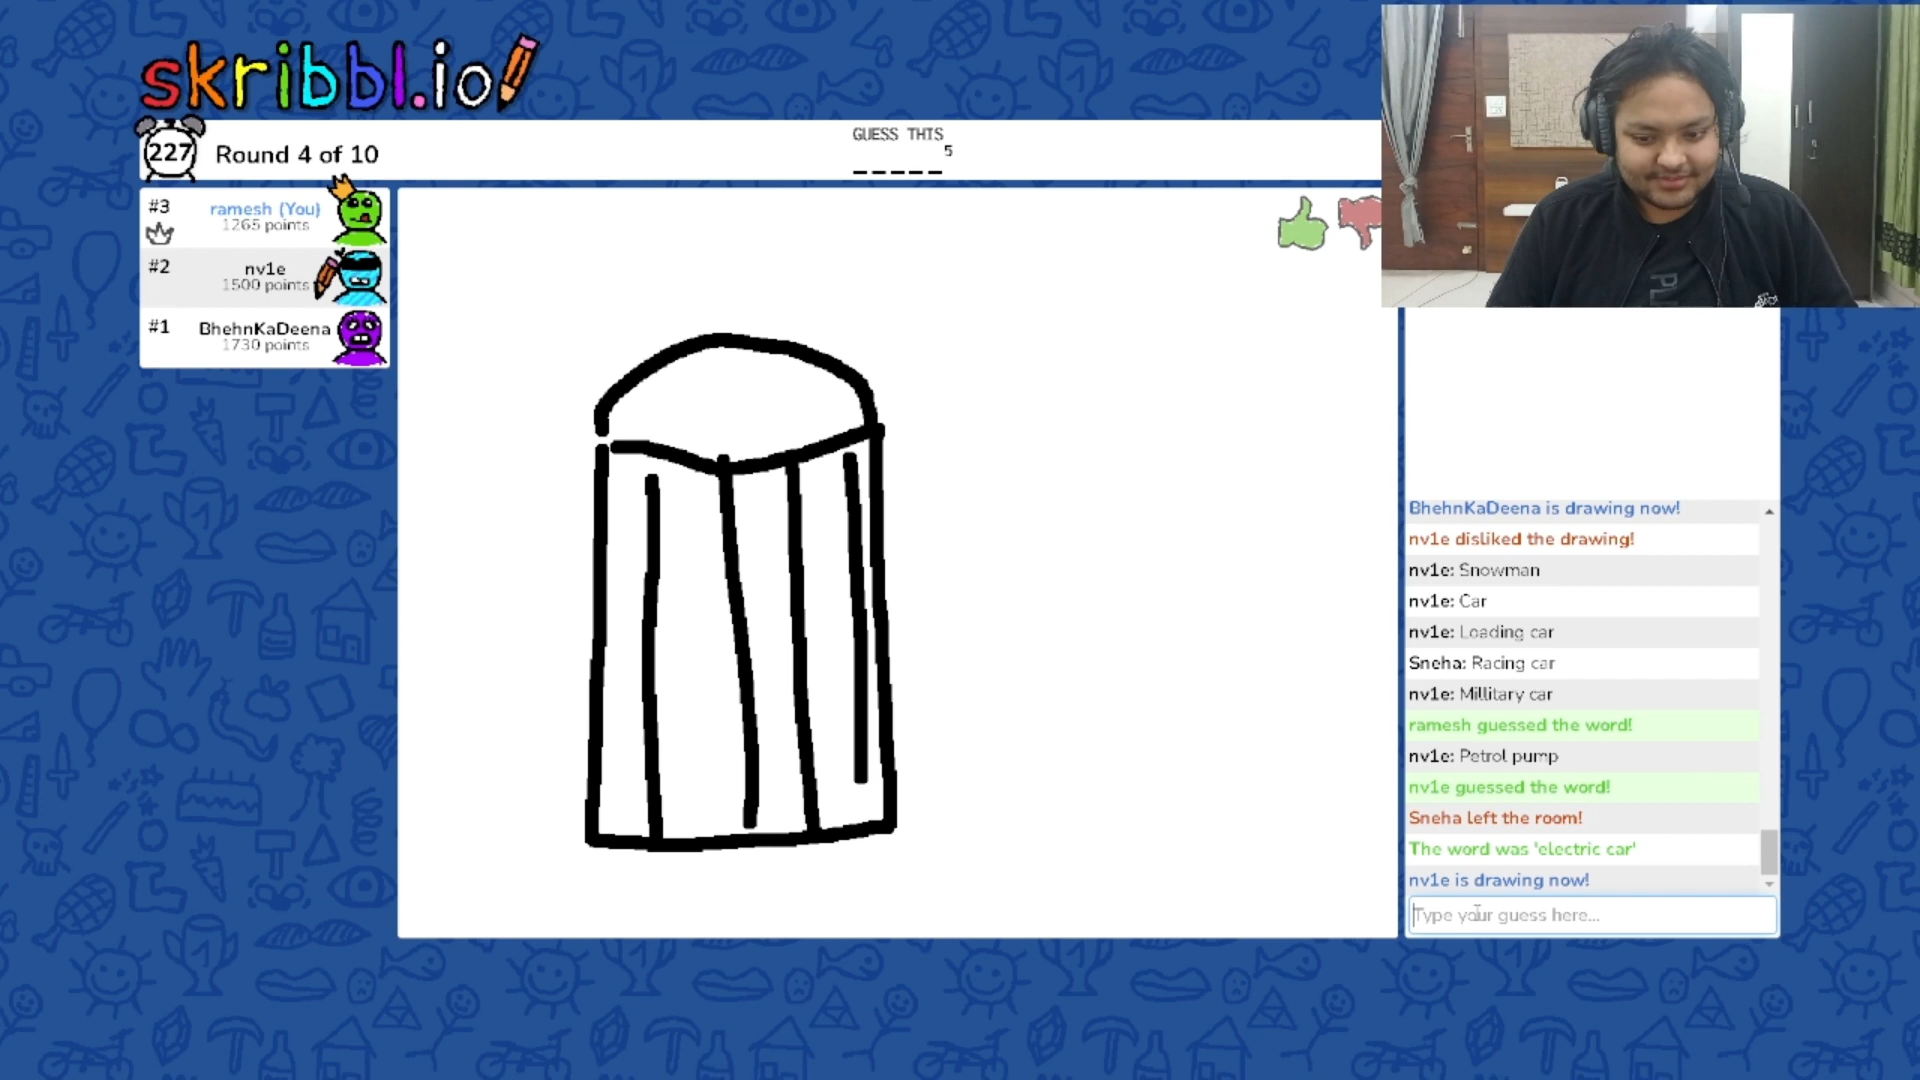 skribbl.io
227
Round 4 of 10
GUESS THIS
5
_____
#3
ramesh (You)
1265 points
#2
nv1e
1500 points
#1
BhehnKaDeena
1730 points
BhehnKaDeena is drawing now!
nv1e disliked the drawing!
nv1e: Snowman
nv1e: Car
nv1e: Loading car
Sneha: Racing car
nv1e: Millitary car
ramesh guessed the word!
nv1e: Petrol pump
nv1e guessed the word!
Sneha left the room!
The word was 'electric car'
nv1e is drawing now!
Type your guess here...